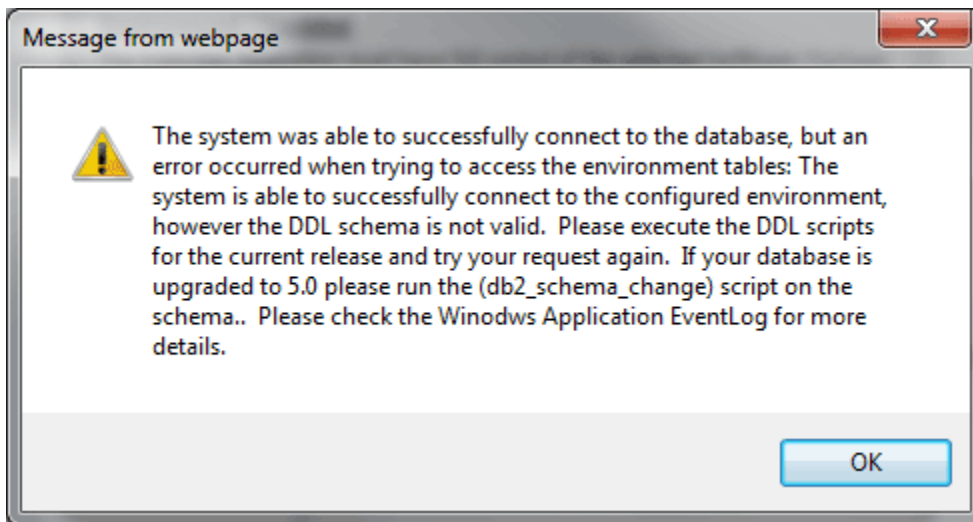 Message from webpage
The system was able to successfully connect to the database, but an
error occurred when trying to access the environment tables: The
system is able to successfully connect to the configured environment,
however the DDL schema is not valid.  Please execute the DDL scripts
for the current release and try your request again.  If your database is
upgraded to 5.0 please run the (db2_schema_change) script on the
schema..  Please check the Winodws Application EventLog for more
details.
OK